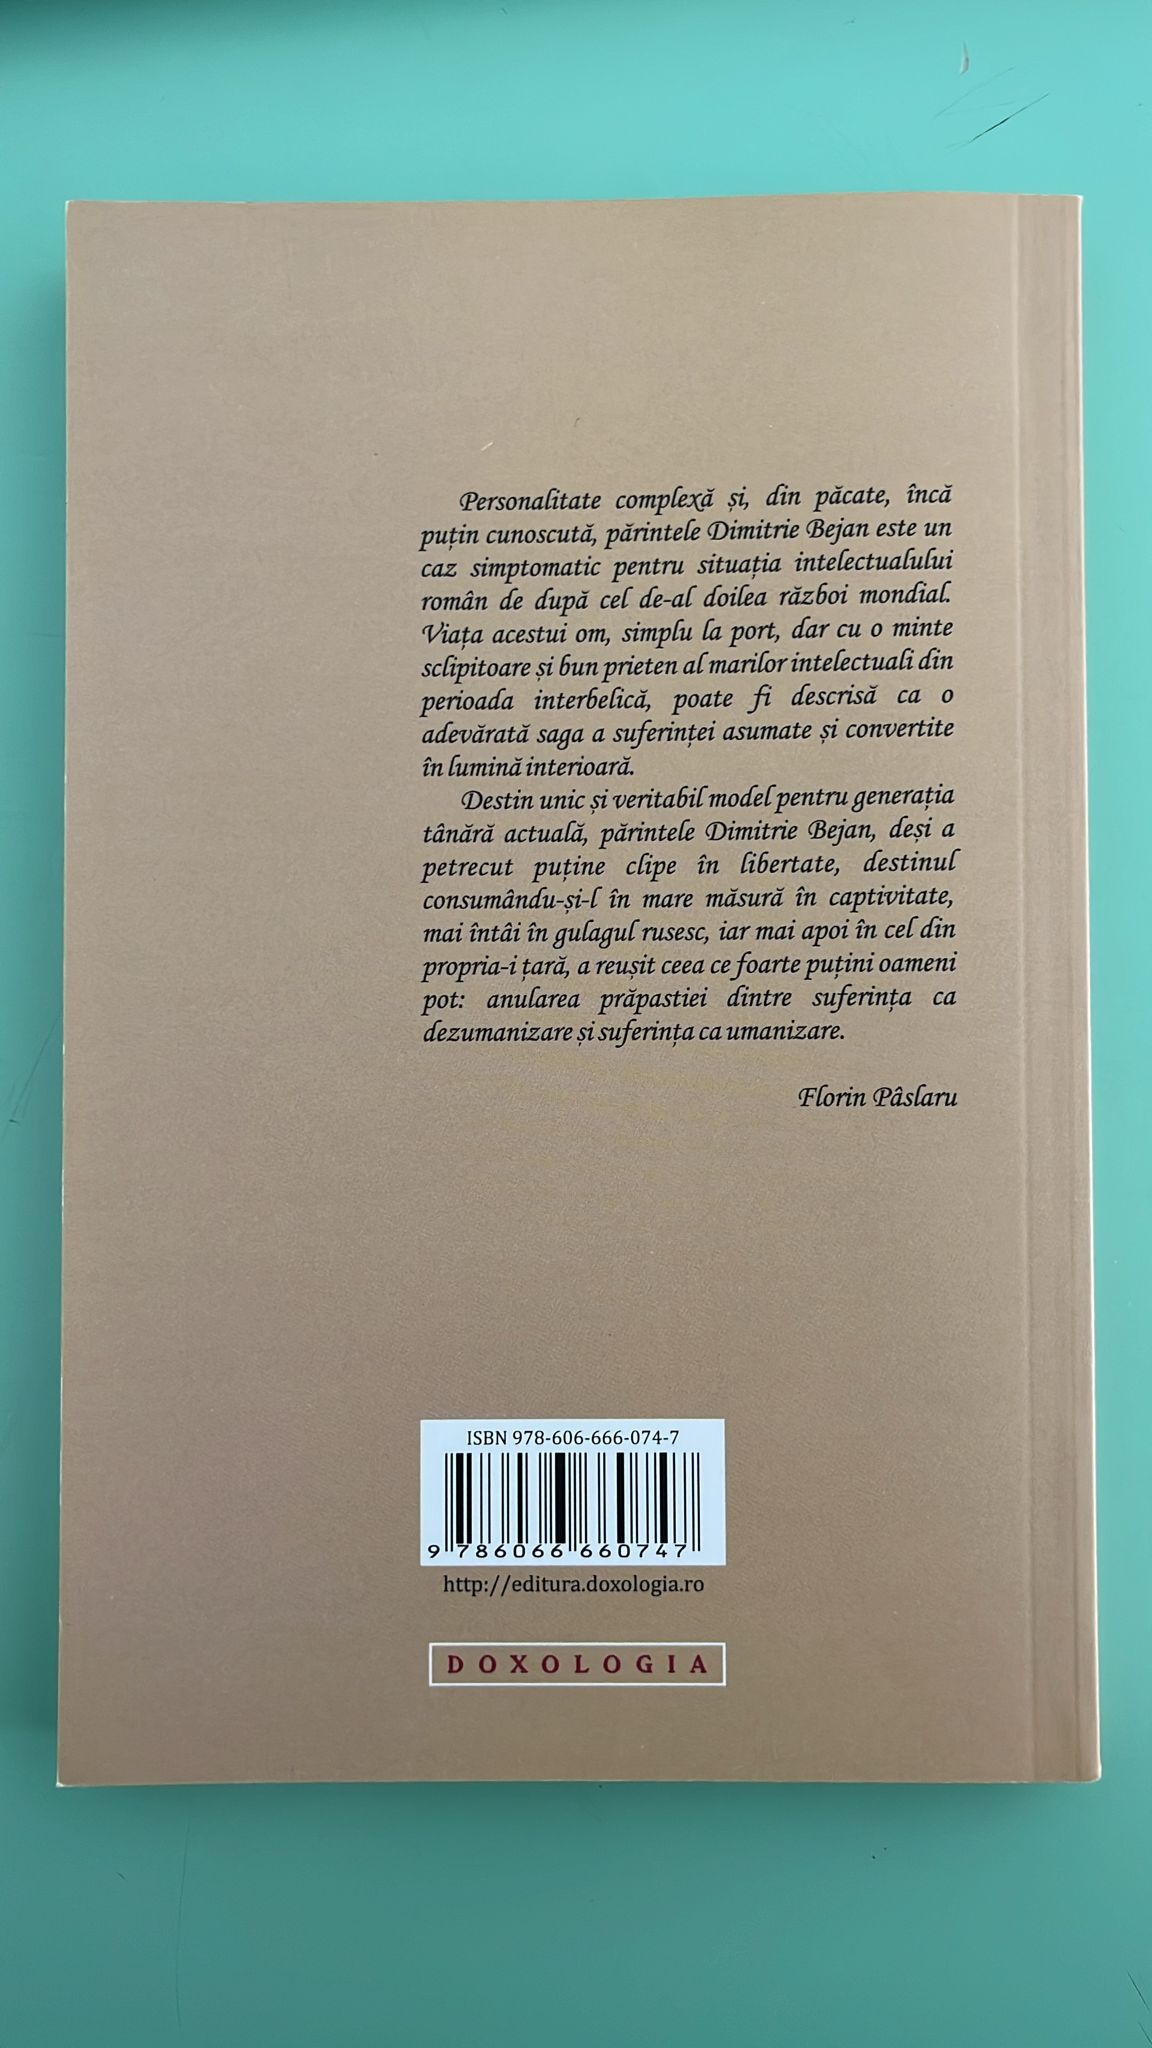 Personalitate complexă și, din păcate, încă
puțin cunoscută, părintele Dimitrie Bejan este un
caz simptomatic pentru situația intelectualului
român de după cel de-al doilea război mondial.
Viața acestui om, simplu la port, dar cu o minte
sclipitoare și bun prieten al marilor intelectuali din
perioada interbelică, poate fi descrisă ca o
adevărată saga a suferinței asumate și convertite
în lumină interioară.
Destin unic și veritabil model pentru generația
tânără actuală, părintele Dimitrie Bejan, deși a
petrecut puține clipe în libertate, destinul
consumându-și-l în mare măsură în captivitate,
mai întâi în gulagul rusesc, iar mai apoi în cel din
propria-i țară, a reușit ceea ce foarte puțini oameni
pot: anularea prăpastiei dintre suferința ca
dezumanizare și suferința ca umanizare.
Florin Pâslaru
ISBN 978-606-666-074-7
9 786066 660747
http://editura.doxologia.ro
DOXOLOGIA